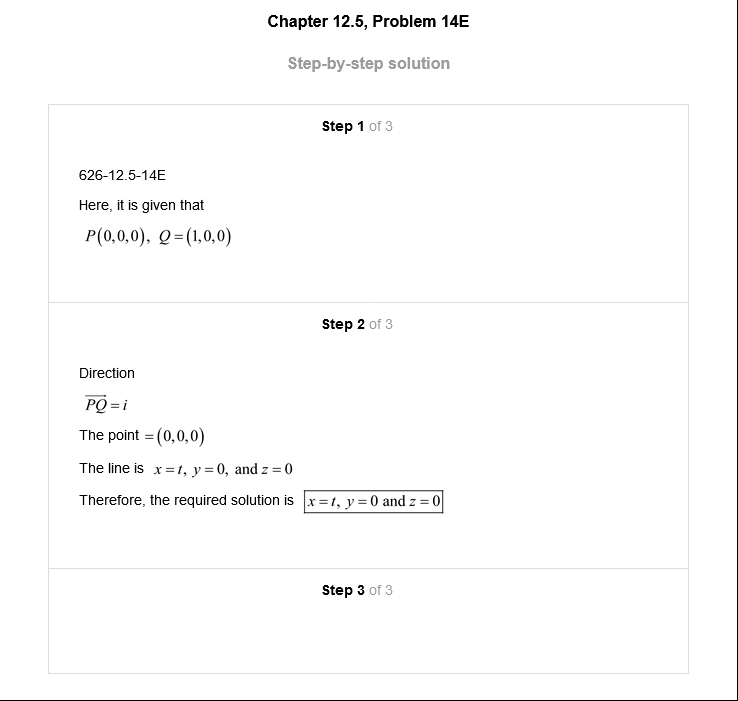 Chapter 12.5, Problem 14E
Step-by-step solution
Step 1 of 3
626-12.5-14E
Here, it is given that
P(0,0,0), Q=(1,0,0)
Step 2 of 3
Direction
\overline{PQ} = i
The point =(0,0,0)
The line is x=t, y=0, and z=0
Therefore, the required solution is x=t, y=0 and z=0
Step 3 of 3